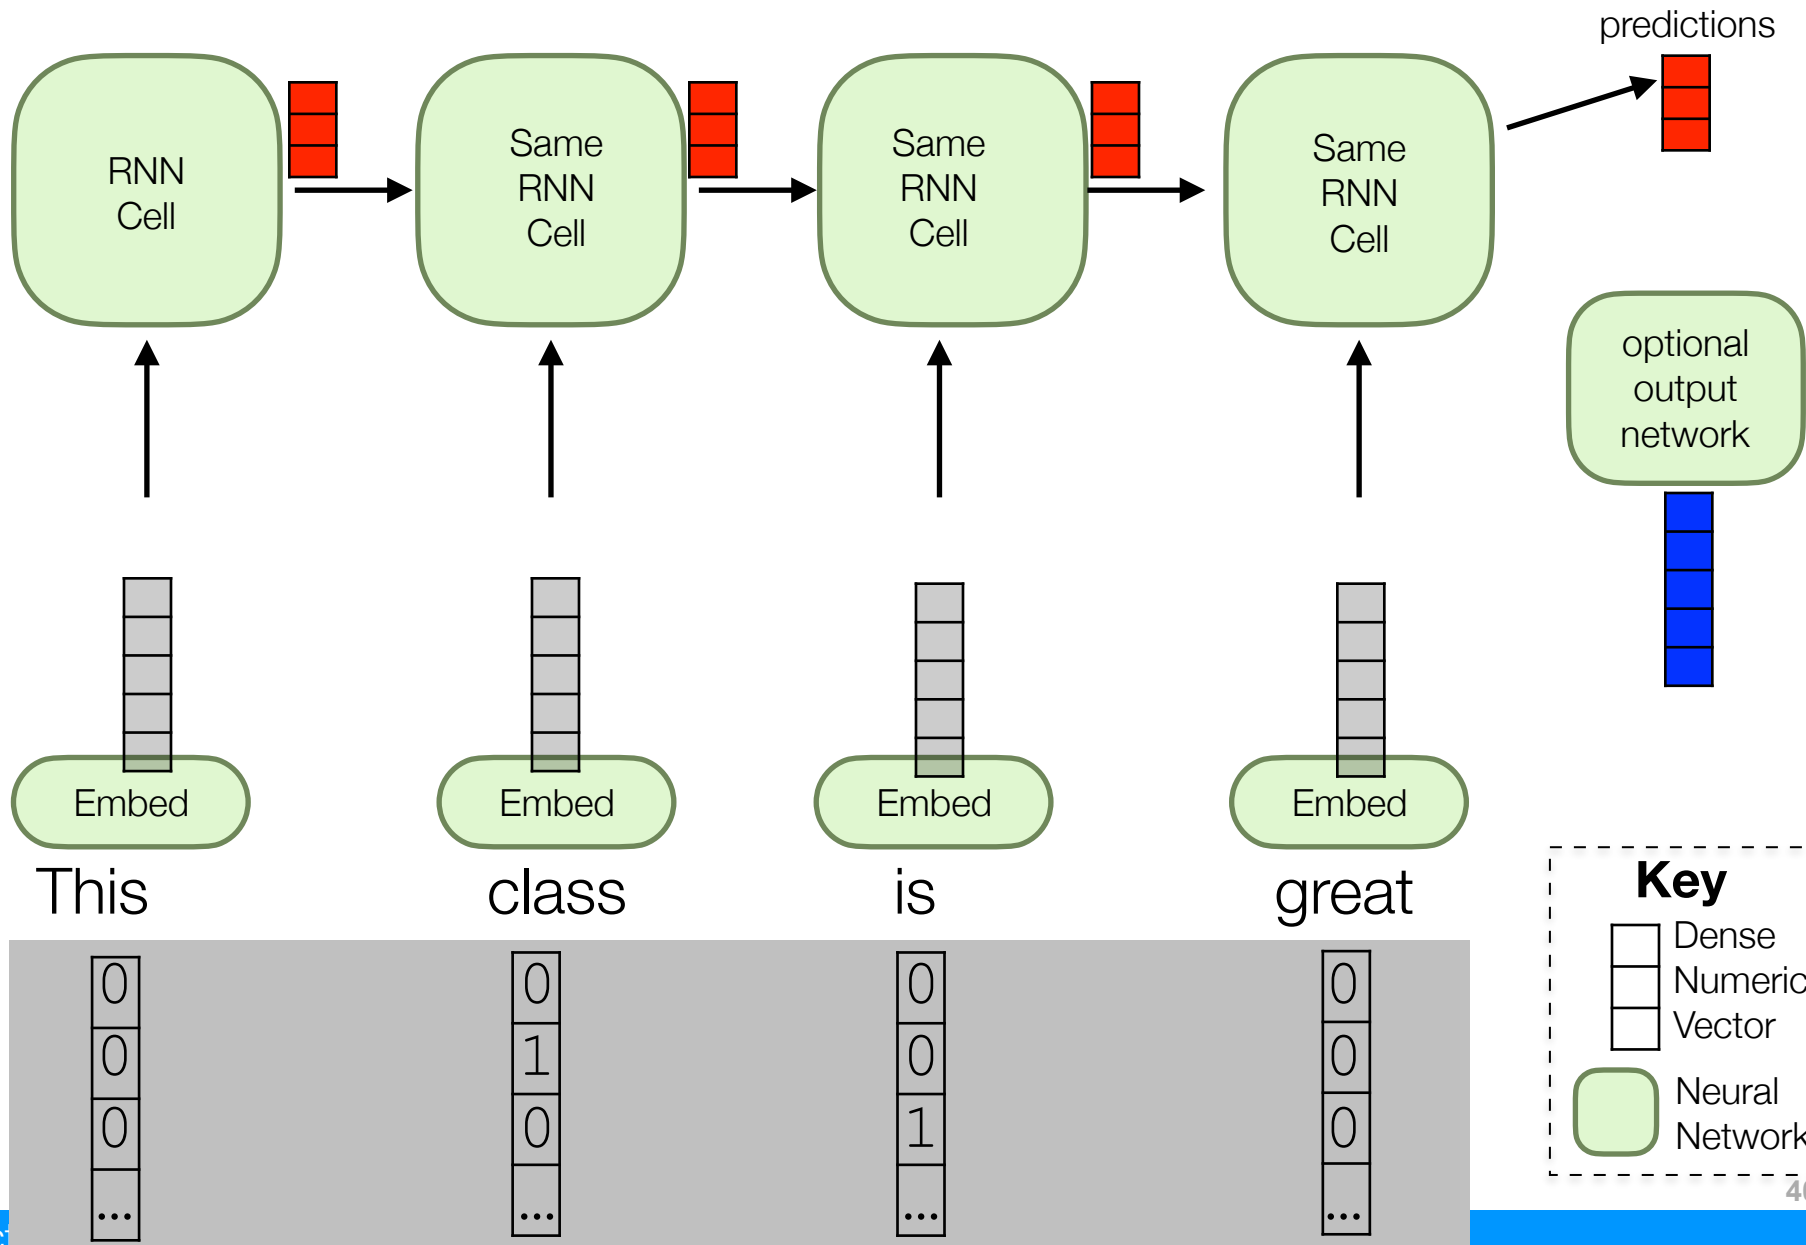 predictions
RNN
Cell
Same
RNN
Cell
Same
RNN
Cell
Same
RNN
Cell
optional
output
network
Embed
Embed
Embed
Embed
This class is great
0 0 0 0
0 1 0 0
0 0 1 0
... ... ... ...
Key
Dense
Numeric
Vector
Neural
Network